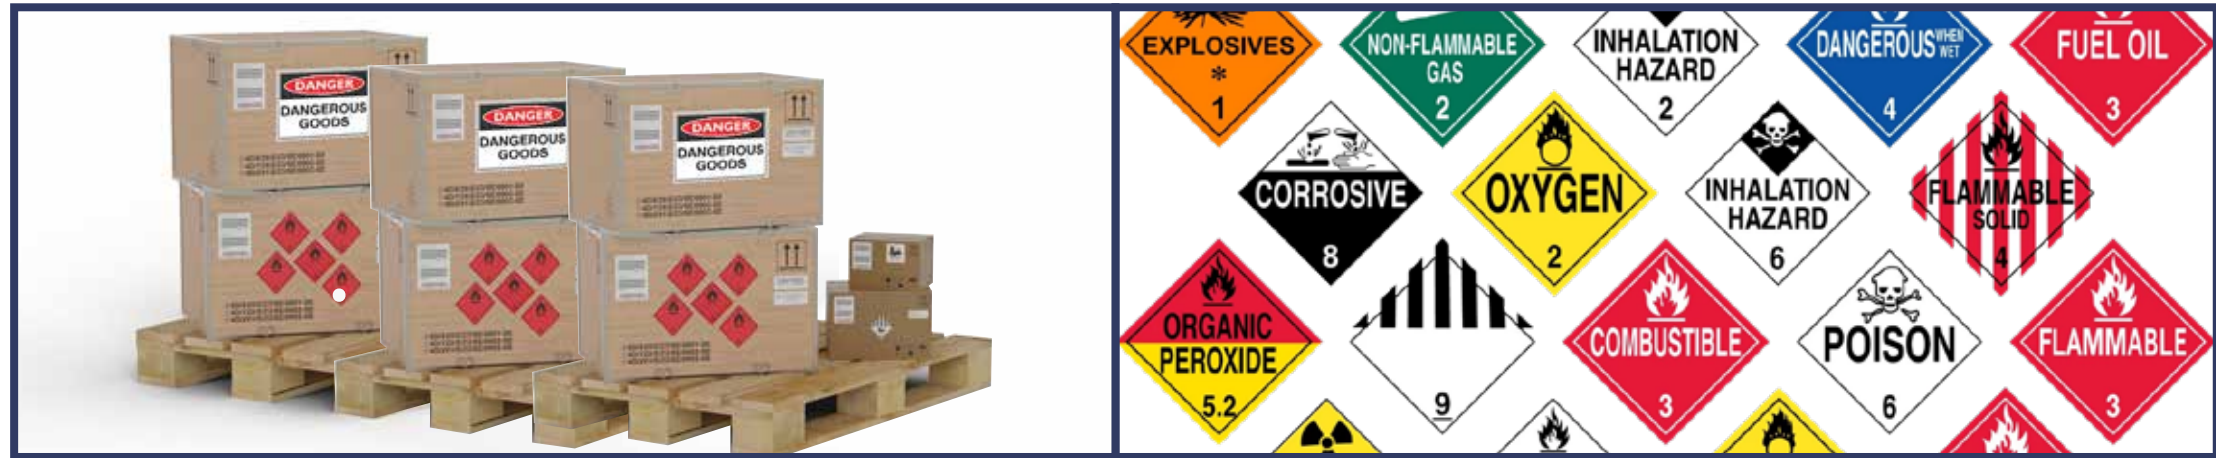 DANGER
DANGEROUS
GOODS
DANGER
DANGEROUS
GOODS
DANGER
DANGEROUS
GOODS
EXPLOSIVES
*
1
NON-FLAMMABLE
GAS
2
INHALATION
HAZARD
2
DANGEROUS WHEN WET
4
FUEL OIL
3
CORROSIVE
8
OXYGEN
2
INHALATION
HAZARD
6
FLAMMABLE
SOLID
4
ORGANIC
PEROXIDE
5.2
9
COMBUSTIBLE
3
POISON
6
FLAMMABLE
3